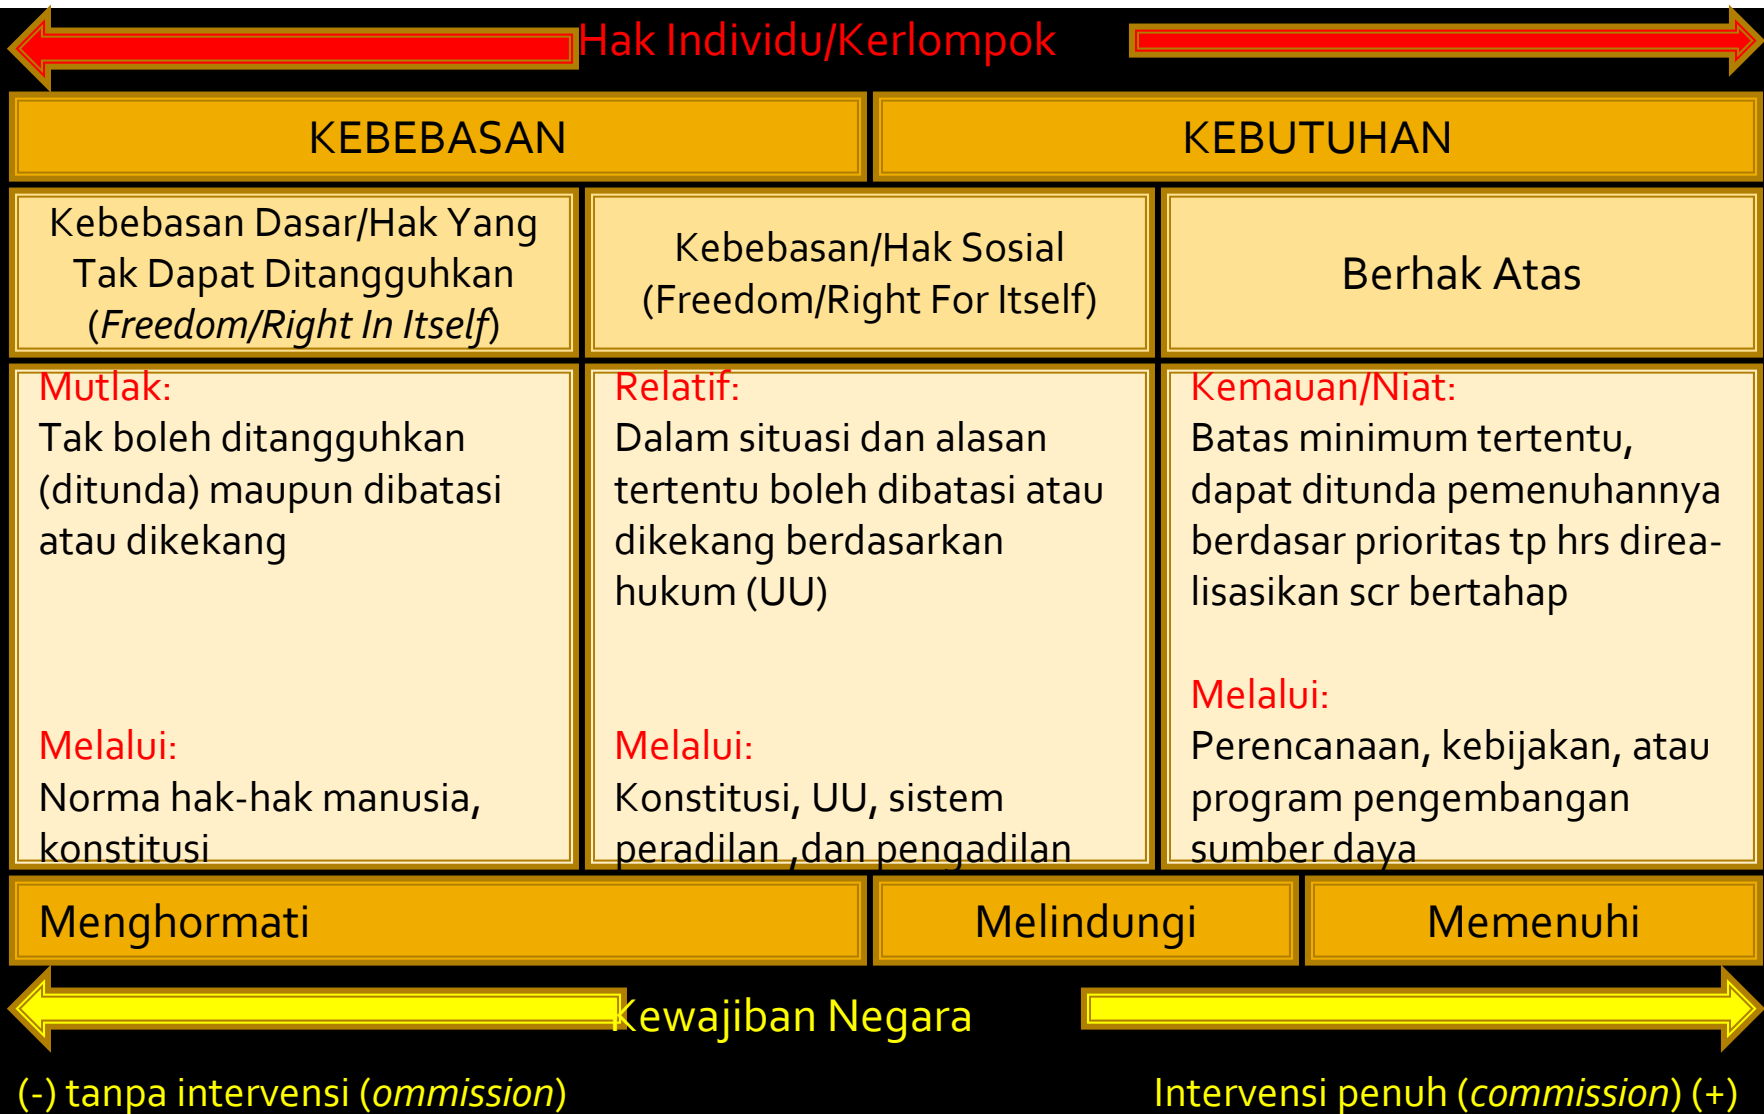 Hak Individu/Kerlompok
KEBEBASAN
KEBUTUHAN
Kebebasan Dasar/Hak Yang
Tak Dapat Ditangguhkan
(Freedom/Right In Itself)
Kebebasan/Hak Sosial
(Freedom/Right For Itself)
Berhak Atas
Mutlak:
Tak boleh ditangguhkan
(ditunda) maupun dibatasi
atau dikekang
Melalui:
Norma hak-hak manusia,
konstitusi
Relatif:
Dalam situasi dan alasan
tertentu boleh dibatasi atau
dikekang berdasarkan
hukum (UU)
Melalui:
Konstitusi, UU, sistem
peradilan ,dan pengadilan
Kemauan/Niat:
Batas minimum tertentu,
dapat ditunda pemenuhannya
berdasar prioritas tp hrs direa-
lisasikan scr bertahap
Melalui:
Perencanaan, kebijakan, atau
program pengembangan
sumber daya
Menghormati
Melindungi
Memenuhi
Kewajiban Negara
(-) tanpa intervensi (ommission)
Intervensi penuh (commission) (+)